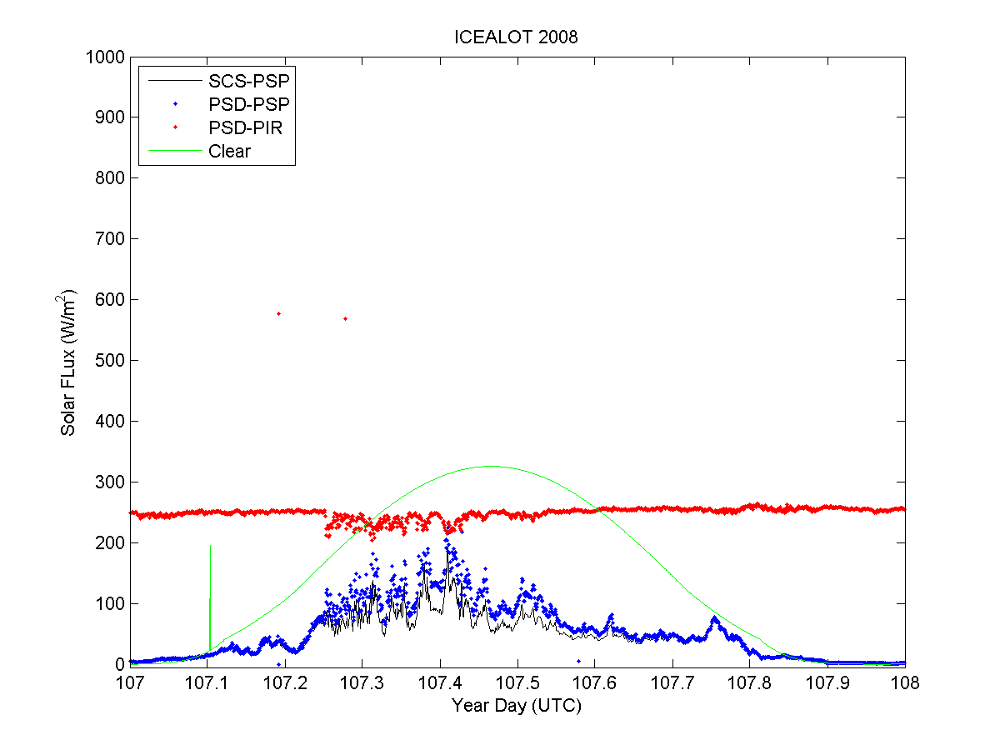 ICEALOT 2008
1000
900
800
700
600
500
400
300
200
100
0
SCS-PSP
PSD-PSP
PSD-PIR
Clear
Solar FLux (W/m²)
107 107.1 107.2 107.3 107.4 107.5 107.6 107.7 107.8 107.9 108
Year Day (UTC)